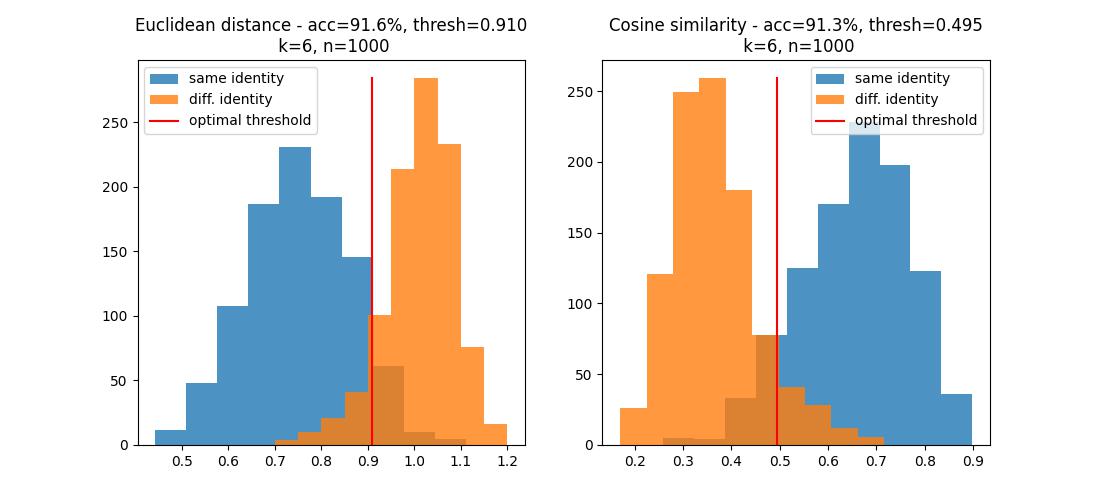 Euclidean distance - acc=91.6%, thresh=0.910
k=6, n=1000
same identity
diff. identity
optimal threshold
250
200
150
100
50
0
0.5 0.6 0.7 0.8 0.9 1.0 1.1 1.2
Cosine similarity - acc=91.3%, thresh=0.495
k=6, n=1000
same identity
diff. identity
optimal threshold
250
200
150
100
50
0
0.2 0.3 0.4 0.5 0.6 0.7 0.8 0.9